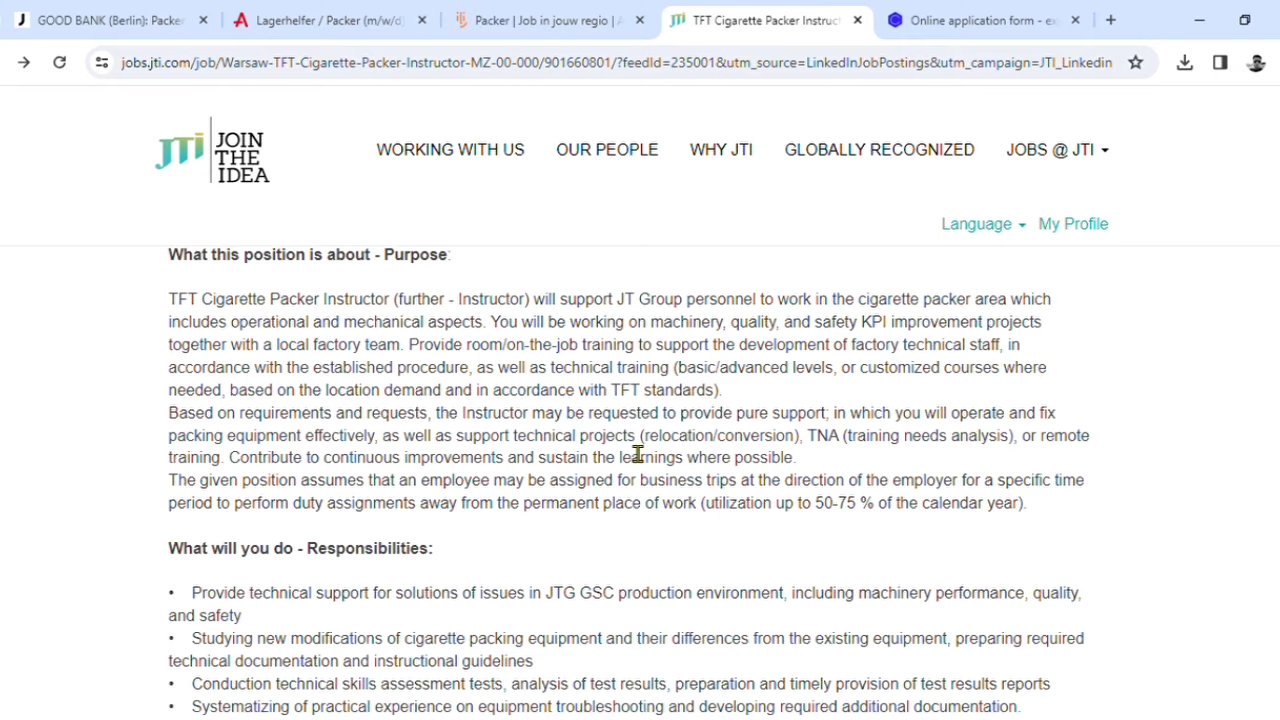 GOOD BANK (Berlin): Packer
Lagerhelfer / Packer (m/w/d
Packer | Job in jouw regio |
TFT Cigarette Packer Instruct
Online application form - ex
jobs.jti.com/job/Warsaw-TFT-Cigarette-Packer-Instructor-MZ-00-000/901660801/?feedId=235001&utm_source=LinkedInJobPostings&utm_campaign=JTI_Linkedin
JTi JOIN
THE
IDEA
WORKING WITH US
OUR PEOPLE
WHY JTI
GLOBALLY RECOGNIZED
JOBS @ JTI
Language
My Profile
What this position is about - Purpose:
TFT Cigarette Packer Instructor (further - Instructor) will support JT Group personnel to work in the cigarette packer area which
includes operational and mechanical aspects. You will be working on machinery, quality, and safety KPI improvement projects
together with a local factory team. Provide room/on-the-job training to support the development of factory technical staff, in
accordance with the established procedure, as well as technical training (basic/advanced levels, or customized courses where
needed, based on the location demand and in accordance with TFT standards).
Based on requirements and requests, the Instructor may be requested to provide pure support; in which you will operate and fix
packing equipment effectively, as well as support technical projects (relocation/conversion), TNA (training needs analysis), or remote
training. Contribute to continuous improvements and sustain the learnings where possible.
The given position assumes that an employee may be assigned for business trips at the direction of the employer for a specific time
period to perform duty assignments away from the permanent place of work (utilization up to 50-75 % of the calendar year).
What will you do - Responsibilities:
• Provide technical support for solutions of issues in JTG GSC production environment, including machinery performance, quality,
and safety
• Studying new modifications of cigarette packing equipment and their differences from the existing equipment, preparing required
technical documentation and instructional guidelines
• Conduction technical skills assessment tests, analysis of test results, preparation and timely provision of test results reports
• Systematizing of practical experience on equipment troubleshooting and developing required additional documentation.